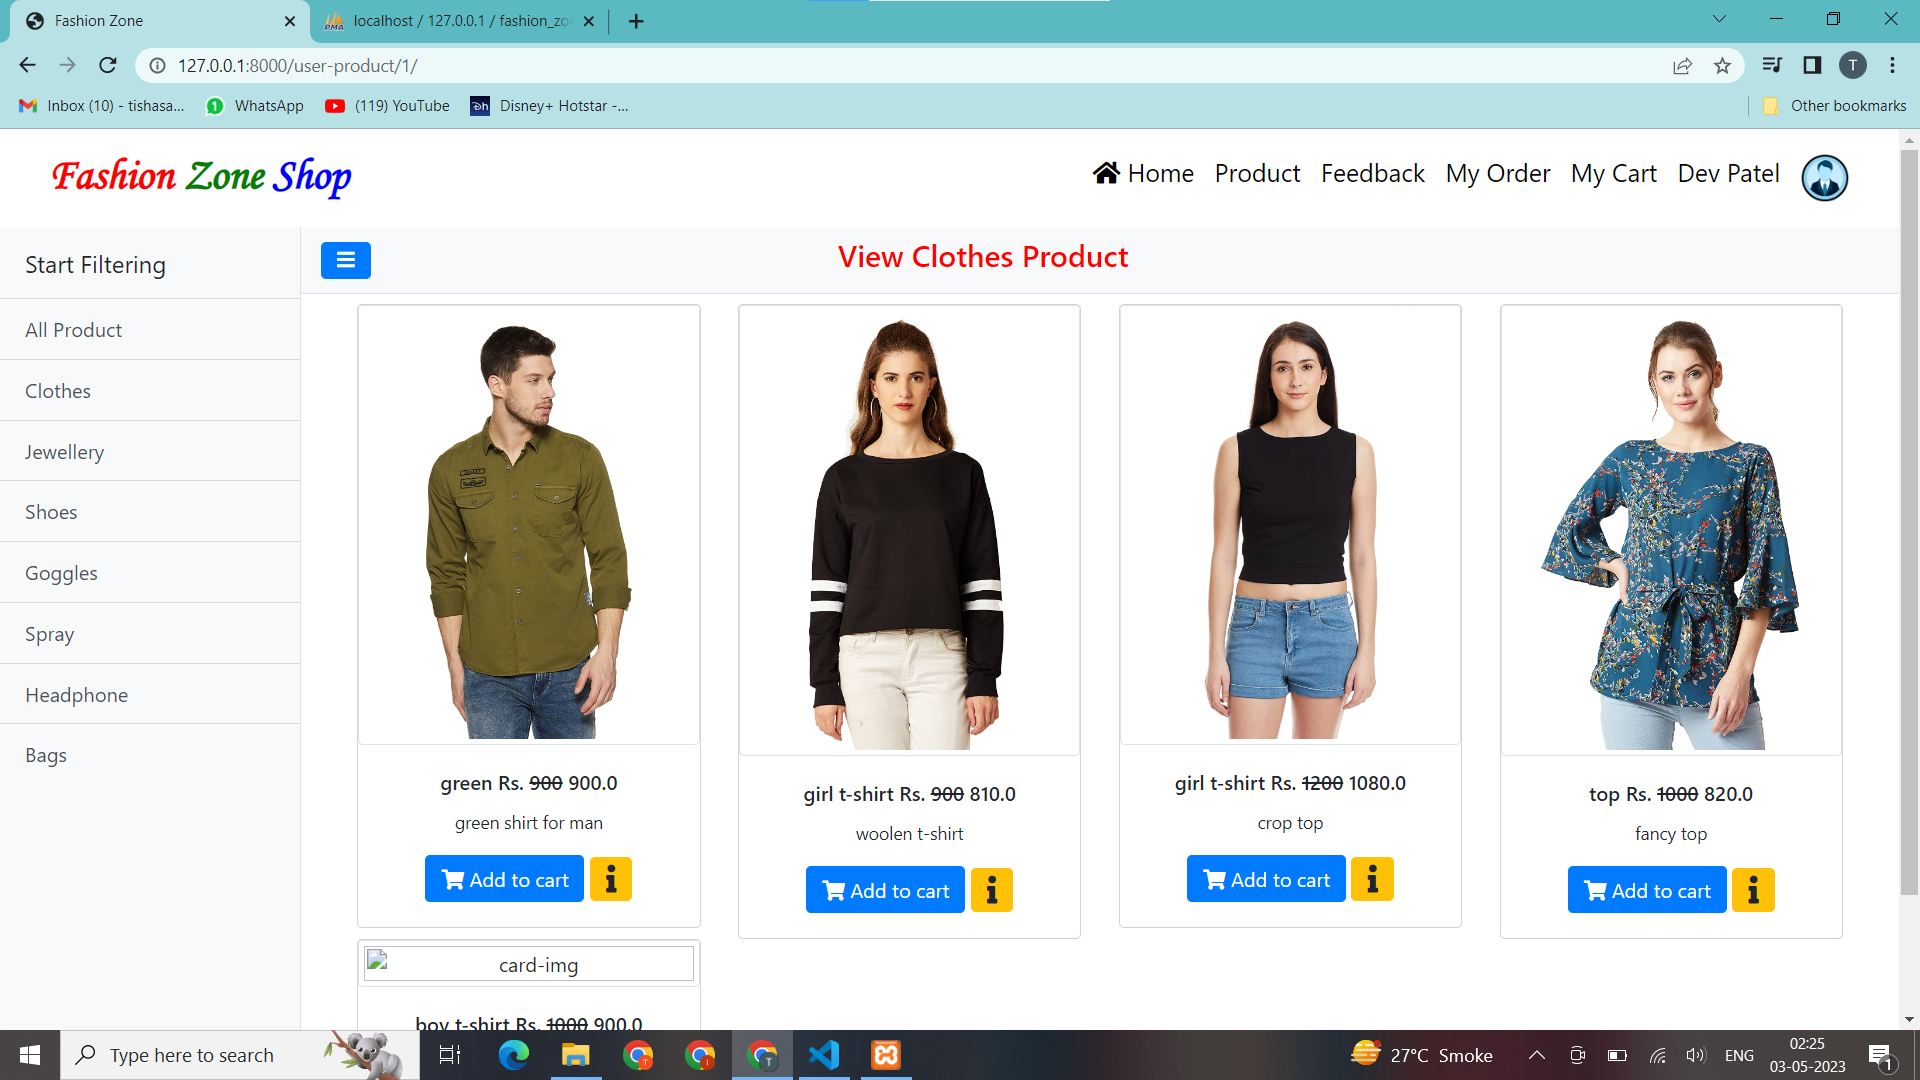 Fashion Zone
localhost / 127.0.0.1 / fashion_zo
127.0.0.1:8000/user-product/1/
T
Inbox (10) - tishasa...
WhatsApp
(119) YouTube
Disney+ Hotstar -...
Other bookmarks
Fashion Zone Shop
Home
Product
Feedback
My Order
My Cart
Dev Patel
Start Filtering
All Product
Clothes
Jewellery
Shoes
Goggles
Spray
Headphone
Bags
View Clothes Product
green Rs. 900 900.0
green shirt for man
Add to cart
girl t-shirt Rs. 900 810.0
woolen t-shirt
Add to cart
girl t-shirt Rs. 1200 1080.0
crop top
Add to cart
top Rs. 1000 820.0
fancy top
Add to cart
card-img
boy t-shirt Rs. 1000 900.0
Type here to search
27°C Smoke
ENG
02:25
03-05-2023
1